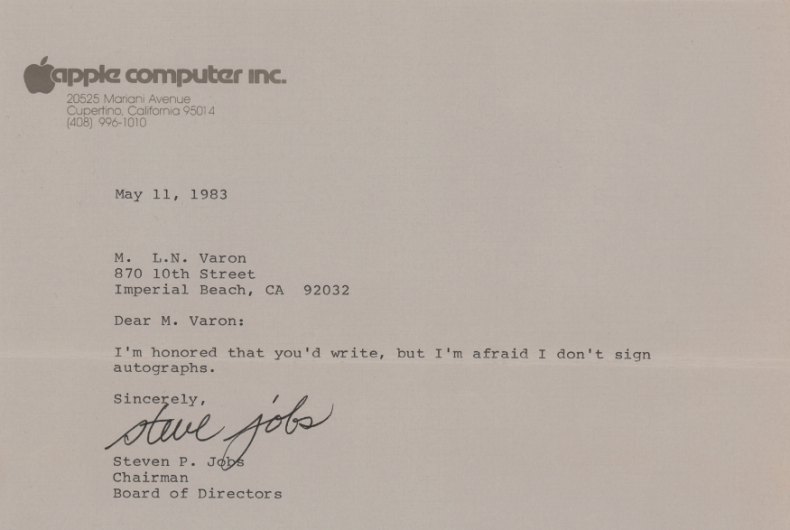 apple computer inc.
20525 Mariani Avenue
Cupertino, California 95014
(408) 996-1010
May 11, 1983
M. L.N. Varon
870 10th Street
Imperial Beach, CA 92032
Dear M. Varon:
I'm honored that you'd write, but I'm afraid I don't sign
autographs.
Sincerely,
steve jobs
Steven P. Jobs
Chairman
Board of Directors